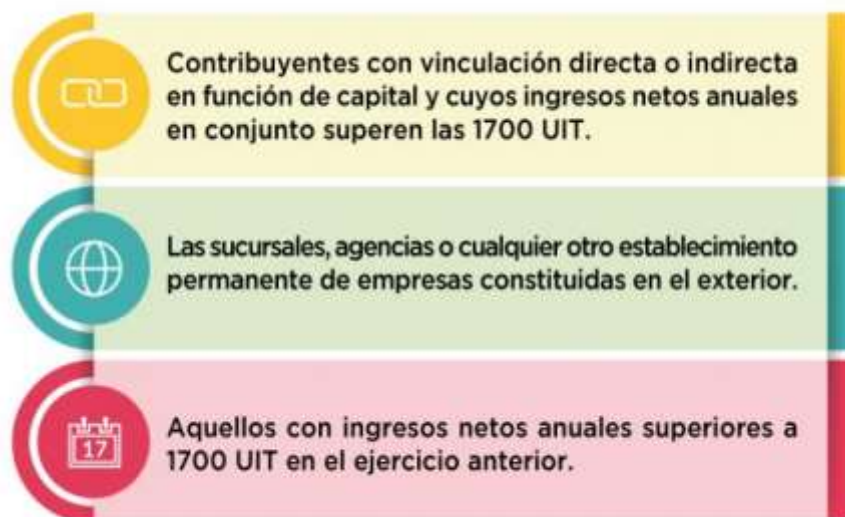 Contribuyentes con vinculación directa o indirecta
en función de capital y cuyos ingresos netos anuales
en conjunto superen las 1700 UIT.
Las sucursales, agencias o cualquier otro establecimiento
permanente de empresas constituidas en el exterior.
17
Aquellos con ingresos netos anuales superiores a
1700 UIT en el ejercicio anterior.